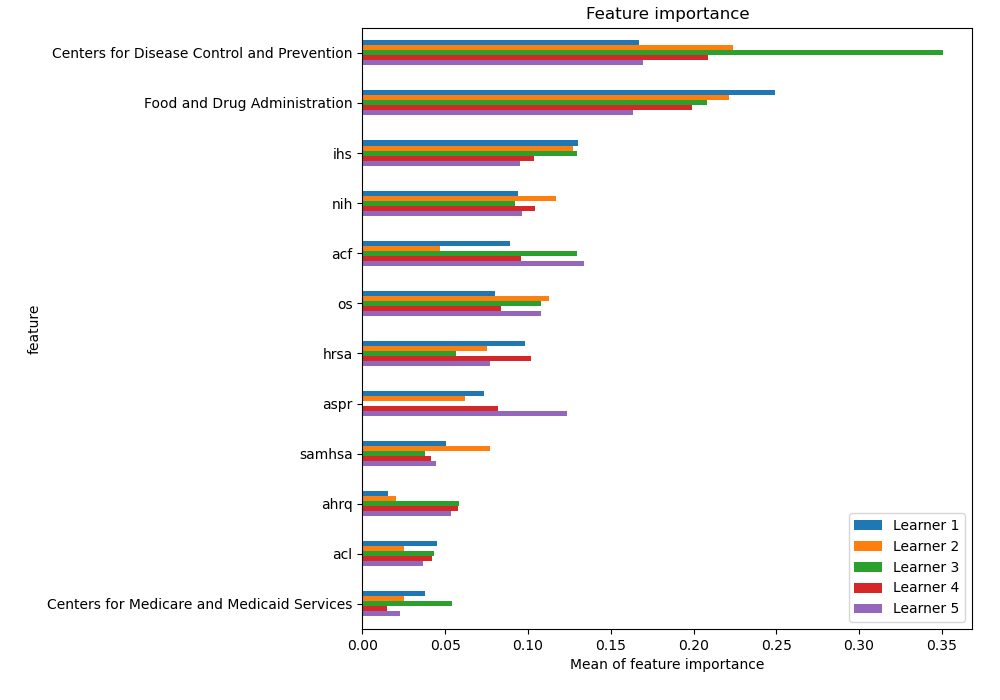 Feature importance
Centers for Disease Control and Prevention
Food and Drug Administration
ihs
nih
acf
os
feature
hrsa
aspr
samhsa
ahrq
acl
Centers for Medicare and Medicaid Services
Learner 1
Learner 2
Learner 3
Learner 4
Learner 5
0.00 0.05 0.10 0.15 0.20 0.25 0.30 0.35
Mean of feature importance